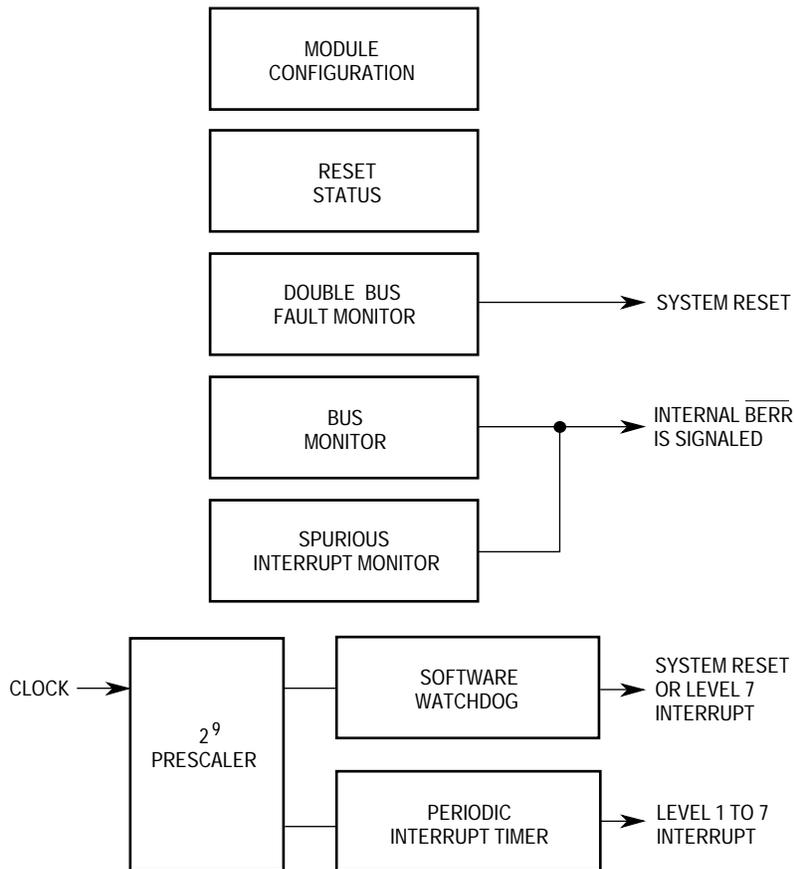 MODULE
CONFIGURATION
RESET
STATUS
DOUBLE BUS
FAULT MONITOR
SYSTEM RESET
BUS
MONITOR
INTERNAL B̅E̅R̅R̅
IS SIGNALED
SPURIOUS
INTERRUPT MONITOR
CLOCK
2⁹
PRESCALER
SOFTWARE
WATCHDOG
SYSTEM RESET
OR LEVEL 7
INTERRUPT
PERIODIC
INTERRUPT TIMER
LEVEL 1 TO 7
INTERRUPT